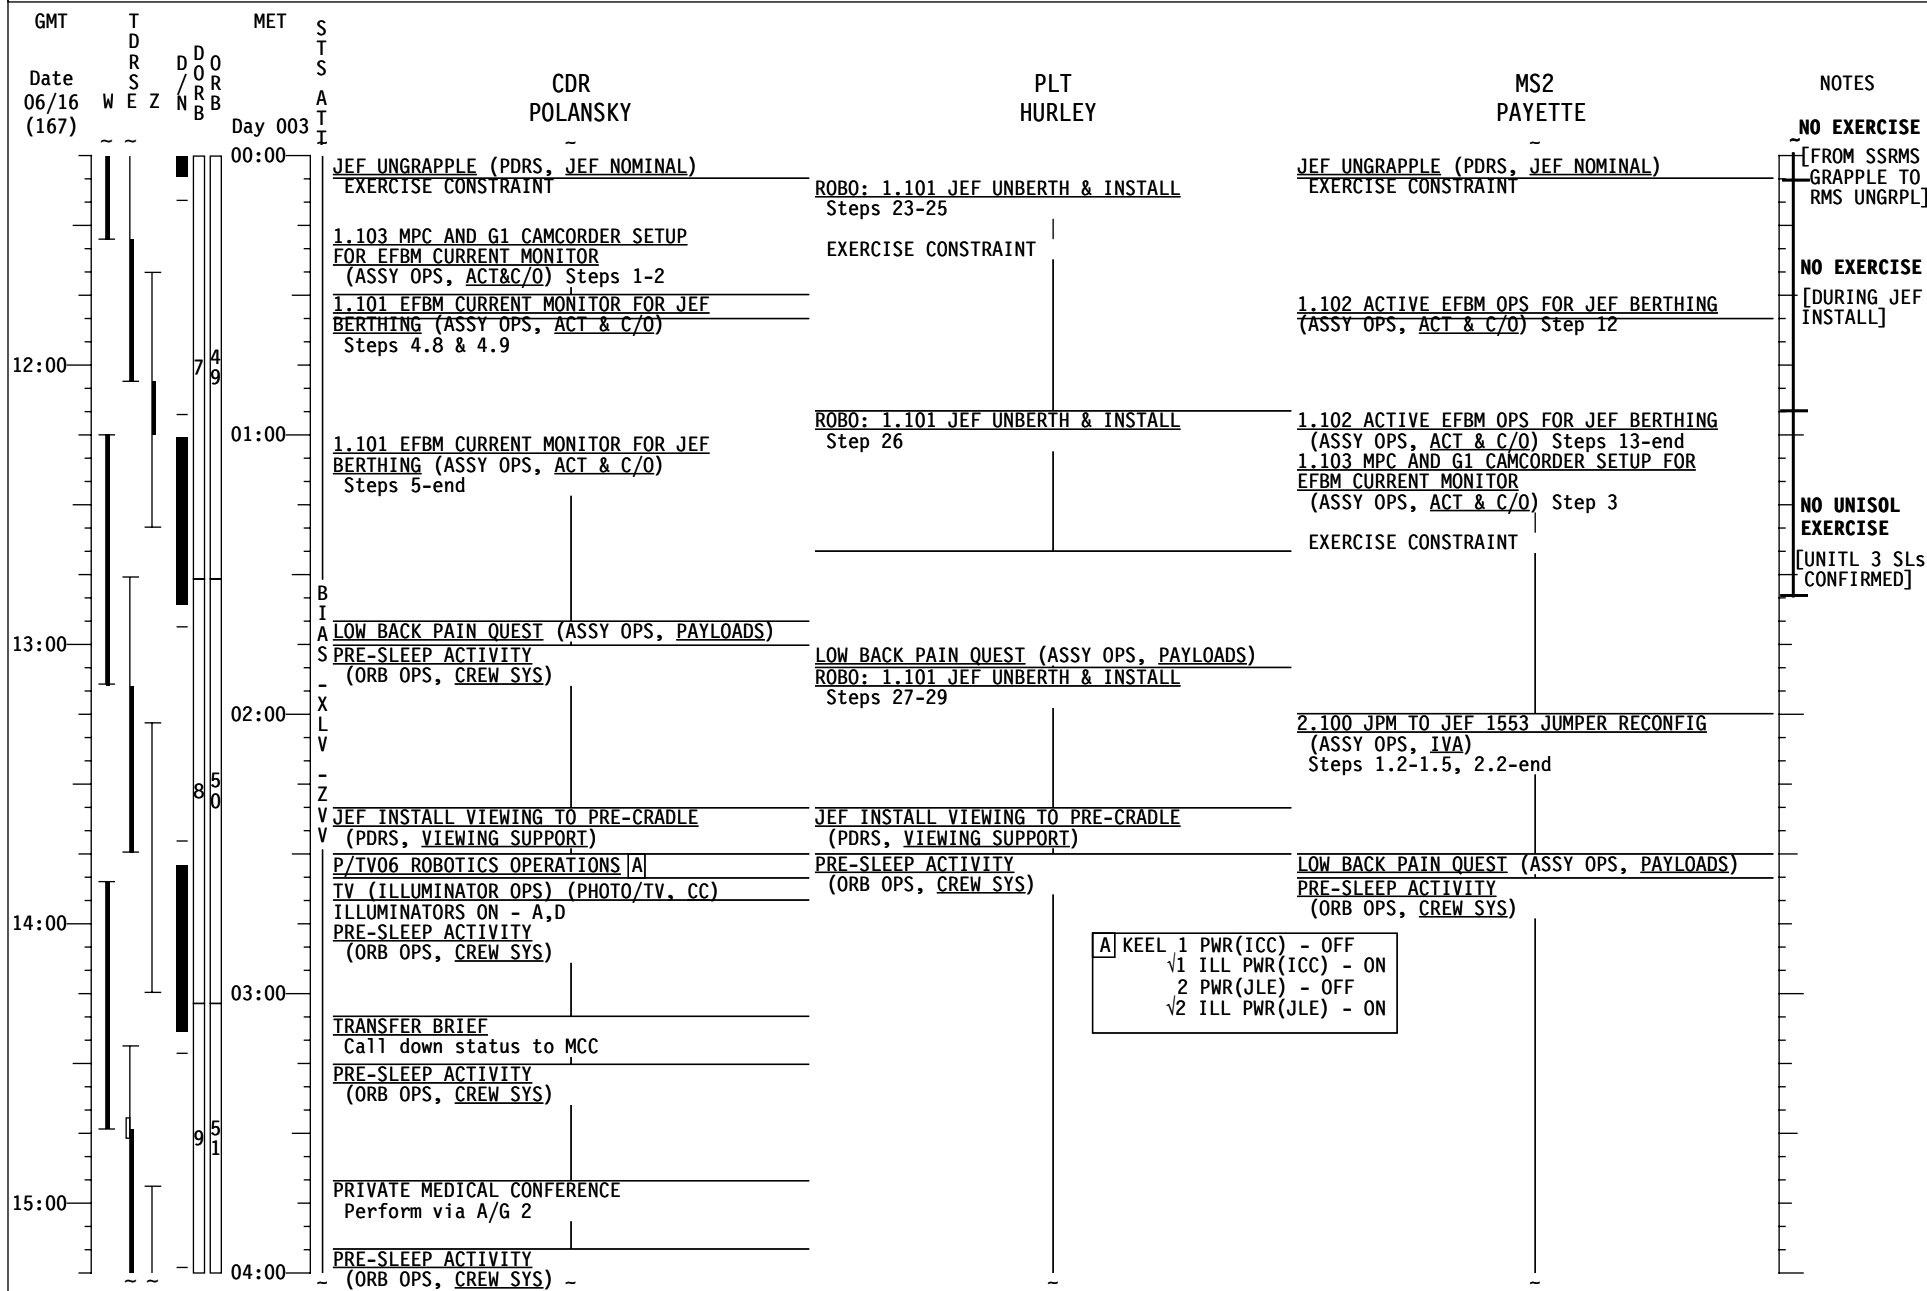 GMT
Date
06/16
(167)
TDRS
W E Z
D/N
DORB
ORB
MET
Day 003
STS ATT
CDR
POLANSKY
PLT
HURLEY
MS2
PAYETTE
NOTES
~ ~ ~ ~ ~ ~
12:00
13:00
14:00
15:00
7
8
9
49
50
51
00:00
01:00
02:00
03:00
04:00
BIAS -XLV -ZVV
JEF UNGRAPPLE (PDRS, JEF NOMINAL)
EXERCISE CONSTRAINT
1.103 MPC AND G1 CAMCORDER SETUP
FOR EFBM CURRENT MONITOR
(ASSY OPS, ACT&C/O) Steps 1-2
1.101 EFBM CURRENT MONITOR FOR JEF
BERTHING (ASSY OPS, ACT & C/O)
Steps 4.8 & 4.9
1.101 EFBM CURRENT MONITOR FOR JEF
BERTHING (ASSY OPS, ACT & C/O)
Steps 5-end
LOW BACK PAIN QUEST (ASSY OPS, PAYLOADS)
PRE-SLEEP ACTIVITY
(ORB OPS, CREW SYS)
JEF INSTALL VIEWING TO PRE-CRADLE
(PDRS, VIEWING SUPPORT)
P/TV06 ROBOTICS OPERATIONS A
TV (ILLUMINATOR OPS) (PHOTO/TV, CC)
ILLUMINATORS ON - A,D
PRE-SLEEP ACTIVITY
(ORB OPS, CREW SYS)
TRANSFER BRIEF
Call down status to MCC
PRE-SLEEP ACTIVITY
(ORB OPS, CREW SYS)
PRIVATE MEDICAL CONFERENCE
Perform via A/G 2
PRE-SLEEP ACTIVITY
(ORB OPS, CREW SYS) ~
ROBO: 1.101 JEF UNBERTH & INSTALL
Steps 23-25
EXERCISE CONSTRAINT
ROBO: 1.101 JEF UNBERTH & INSTALL
Step 26
LOW BACK PAIN QUEST (ASSY OPS, PAYLOADS)
ROBO: 1.101 JEF UNBERTH & INSTALL
Steps 27-29
JEF INSTALL VIEWING TO PRE-CRADLE
(PDRS, VIEWING SUPPORT)
PRE-SLEEP ACTIVITY
(ORB OPS, CREW SYS)
A KEEL 1 PWR(ICC) - OFF
√1 ILL PWR(ICC) - ON
2 PWR(JLE) - OFF
√2 ILL PWR(JLE) - ON
JEF UNGRAPPLE (PDRS, JEF NOMINAL)
EXERCISE CONSTRAINT
1.102 ACTIVE EFBM OPS FOR JEF BERTHING
(ASSY OPS, ACT & C/O) Step 12
1.102 ACTIVE EFBM OPS FOR JEF BERTHING
(ASSY OPS, ACT & C/O) Steps 13-end
1.103 MPC AND G1 CAMCORDER SETUP FOR
EFBM CURRENT MONITOR
(ASSY OPS, ACT & C/O) Step 3
EXERCISE CONSTRAINT
2.100 JPM TO JEF 1553 JUMPER RECONFIG
(ASSY OPS, IVA)
Steps 1.2-1.5, 2.2-end
LOW BACK PAIN QUEST (ASSY OPS, PAYLOADS)
PRE-SLEEP ACTIVITY
(ORB OPS, CREW SYS)
NO EXERCISE
[FROM SSRMS
GRAPPLE TO
RMS UNGRPL]
NO EXERCISE
[DURING JEF
INSTALL]
NO UNISOL
EXERCISE
[UNITL 3 SLs
CONFIRMED]
~ ~ ~ ~ ~